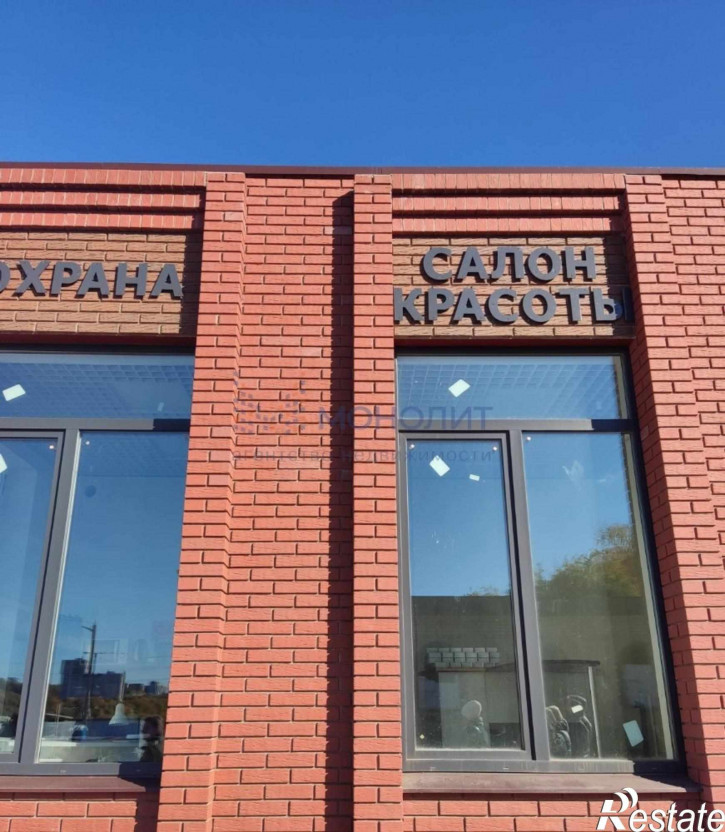 ОХРАНА
САЛОН
КРАСОТЫ
МОНОЛИТ
агентство недвижимости
Restate